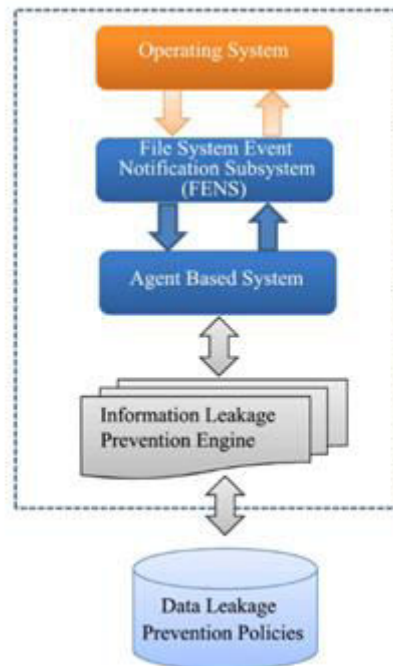 Operating System
File System Event
Notification Subsystem
(FENS)
Agent Based System
Information Leakage
Prevention Engine
Data Leakage
Prevention Policies